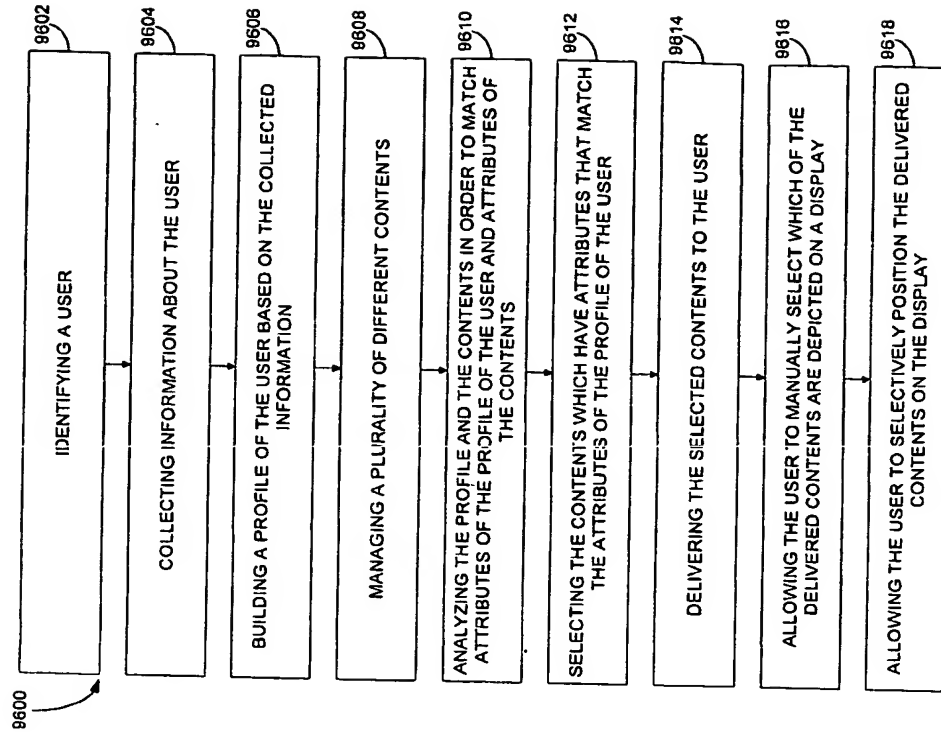 9600
9602
IDENTIFYING A USER
9604
COLLECTING INFORMATION ABOUT THE USER
9606
BUILDING A PROFILE OF THE USER BASED ON THE COLLECTED
INFORMATION
9608
MANAGING A PLURALITY OF DIFFERENT CONTENTS
9610
ANALYZING THE PROFILE AND THE CONTENTS IN ORDER TO MATCH
ATTRIBUTES OF THE PROFILE OF THE USER AND ATTRIBUTES OF
THE CONTENTS
9612
SELECTING THE CONTENTS WHICH HAVE ATTRIBUTES THAT MATCH
THE ATTRIBUTES OF THE PROFILE OF THE USER
9614
DELIVERING THE SELECTED CONTENTS TO THE USER
9616
ALLOWING THE USER TO MANUALLY SELECT WHICH OF THE
DELIVERED CONTENTS ARE DEPICTED ON A DISPLAY
9618
ALLOWING THE USER TO SELECTIVELY POSITION THE DELIVERED
CONTENTS ON THE DISPLAY